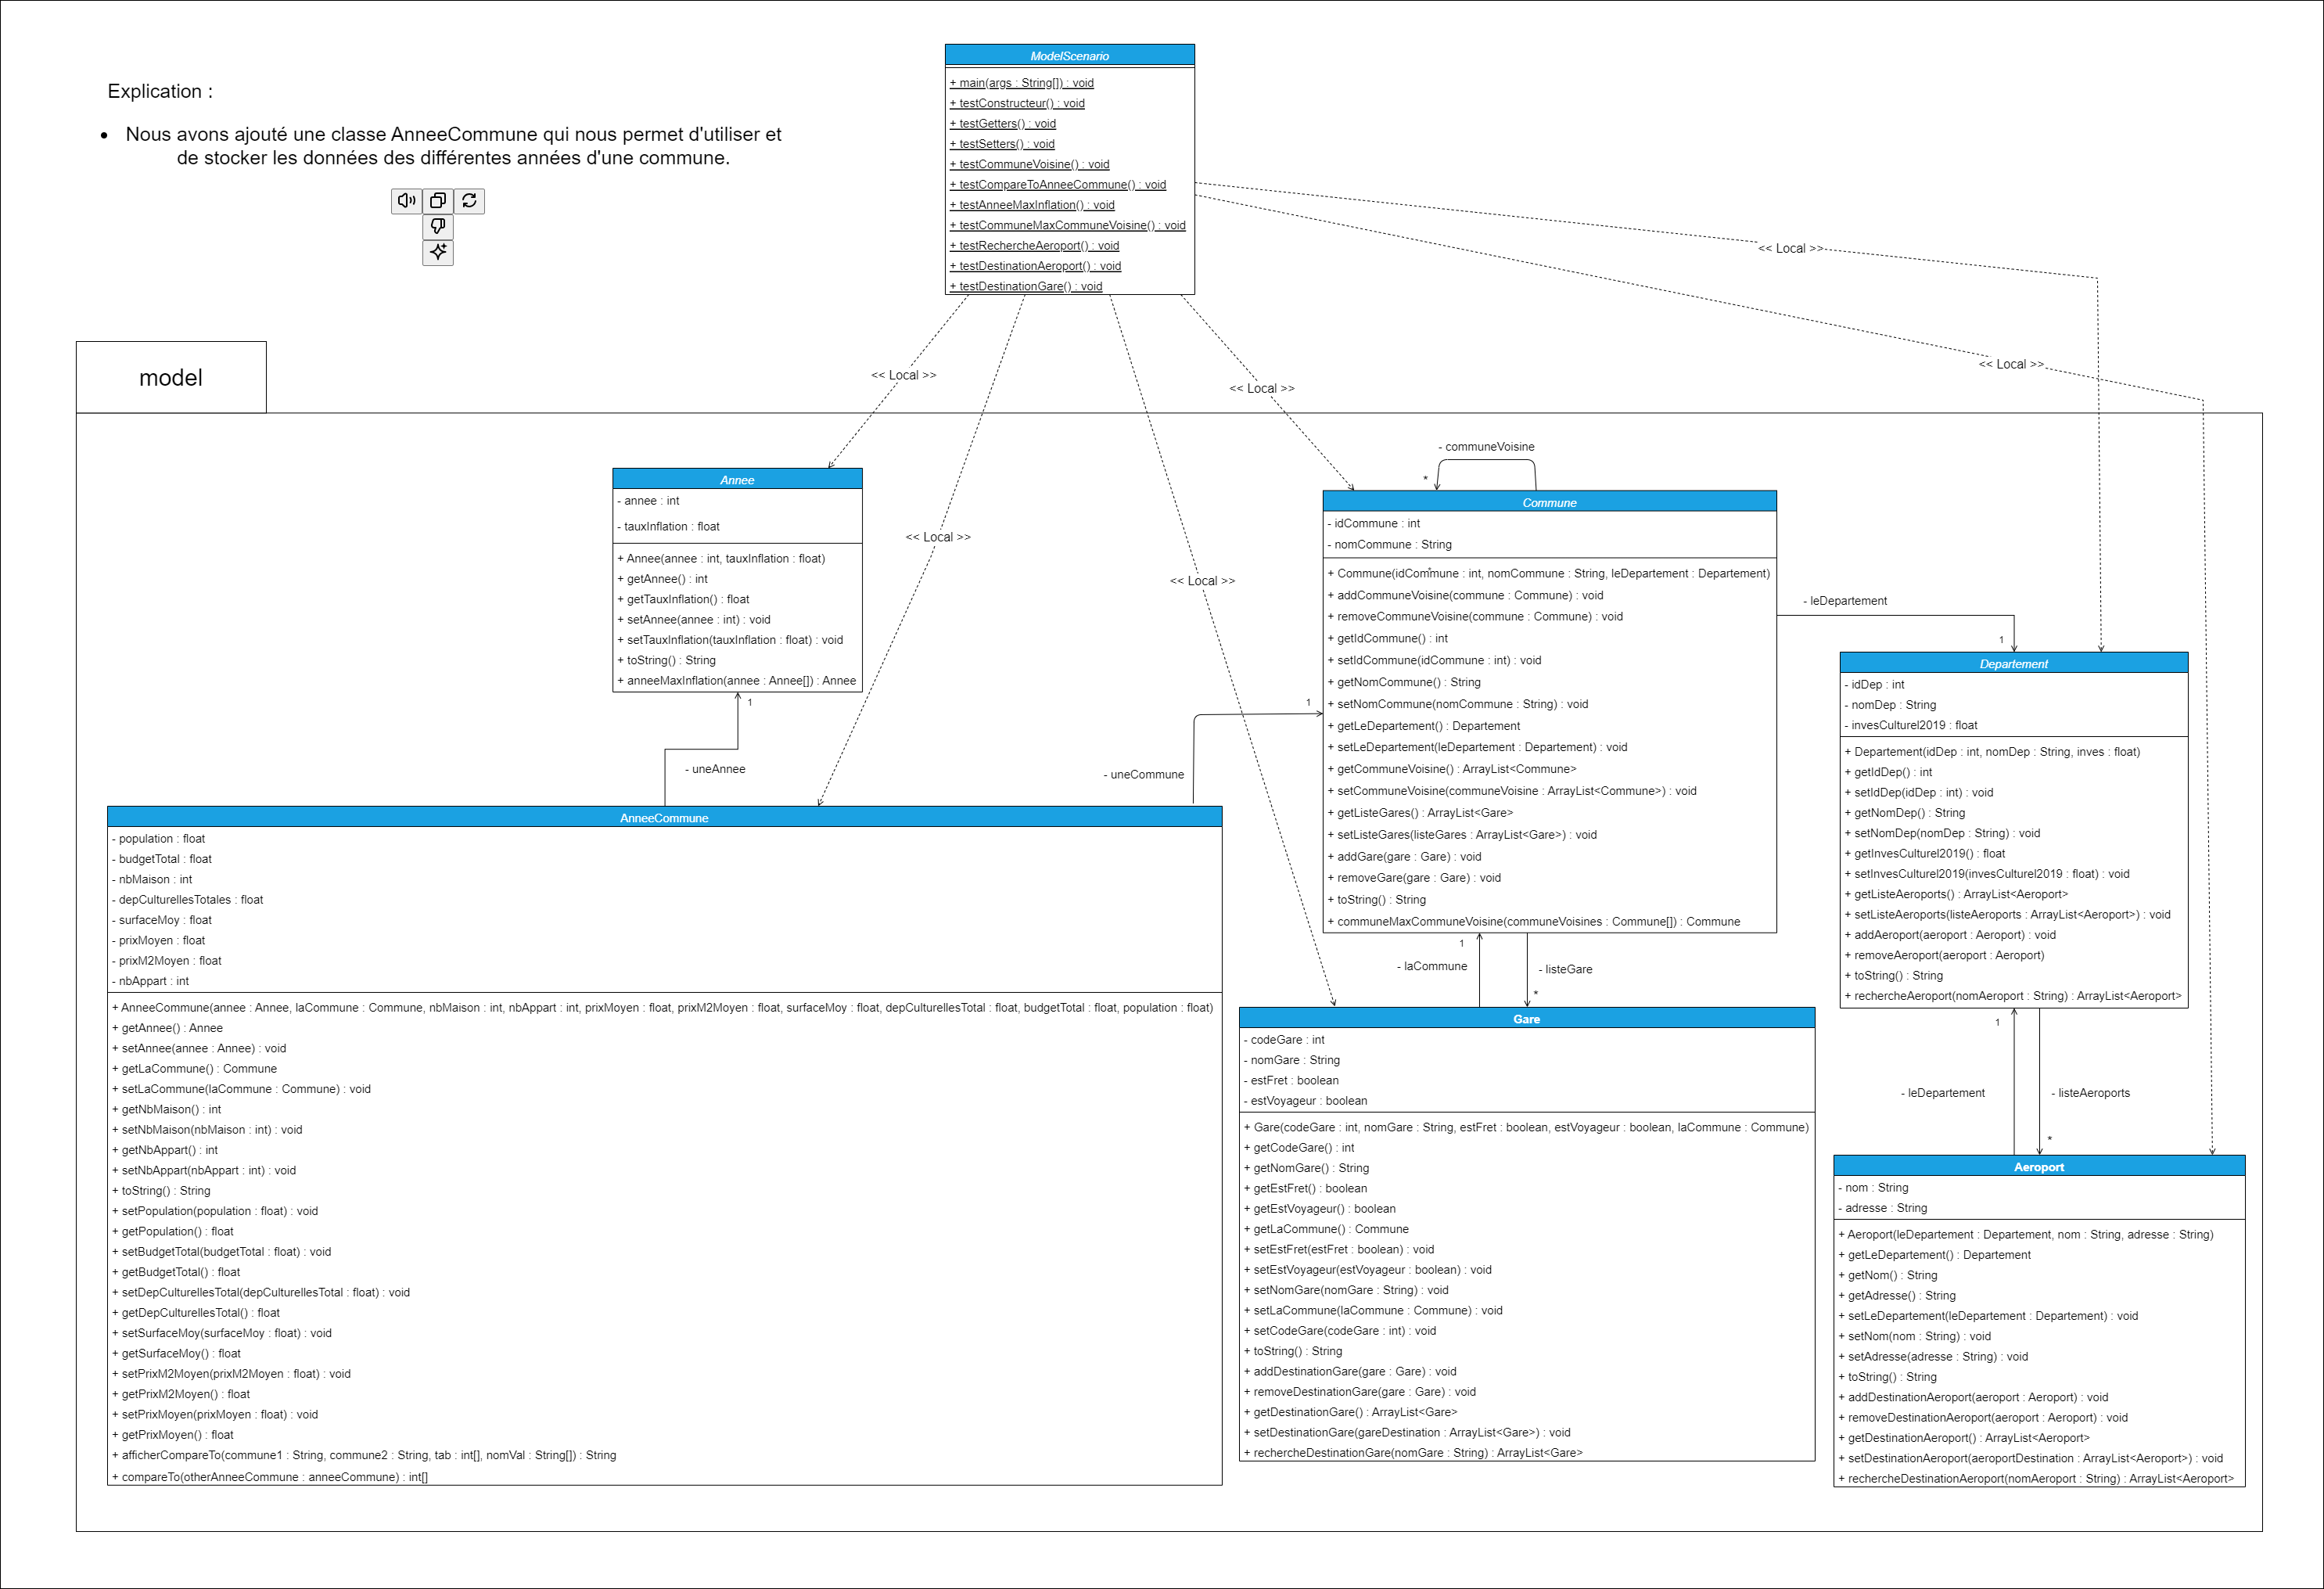 Explication :
• Nous avons ajouté une classe AnneeCommune qui nous permet d'utiliser et
de stocker les données des différentes années d'une commune.
ModelScenario
+ main(args : String[]) : void
+ testConstructeur() : void
+ testGetters() : void
+ testSetters() : void
+ testCommuneVoisine() : void
+ testCompareToAnneeCommune() : void
+ testAnneeMaxInflation() : void
+ testCommuneMaxCommuneVoisine() : void
+ testRechercheAeroport() : void
+ testDestinationAeroport() : void
+ testDestinationGare() : void
<< Local >>
<< Local >>
<< Local >>
<< Local >>
<< Local >>
<< Local >>
model
Annee
- annee : int
- tauxInflation : float
+ Annee(annee : int, tauxInflation : float)
+ getAnnee() : int
+ getTauxInflation() : float
+ setAnnee(annee : int) : void
+ setTauxInflation(tauxInflation : float) : void
+ toString() : String
+ anneeMaxInflation(annee : Annee[]) : Annee
1
- uneAnnee
- communeVoisine
*
Commune
- idCommune : int
- nomCommune : String
+ Commune(idCommune : int, nomCommune : String, leDepartement : Departement)
+ addCommuneVoisine(commune : Commune) : void
+ removeCommuneVoisine(commune : Commune) : void
+ getIdCommune() : int
+ setIdCommune(idCommune : int) : void
+ getNomCommune() : String
+ setNomCommune(nomCommune : String) : void
+ getLeDepartement() : Departement
+ setLeDepartement(leDepartement : Departement) : void
+ getCommuneVoisine() : ArrayList<Commune>
+ setCommuneVoisine(communeVoisine : ArrayList<Commune>) : void
+ getListeGares() : ArrayList<Gare>
+ setListeGares(listeGares : ArrayList<Gare>) : void
+ addGare(gare : Gare) : void
+ removeGare(gare : Gare) : void
+ toString() : String
+ communeMaxCommuneVoisine(communeVoisines : Commune[]) : Commune
1
- uneCommune
- leDepartement
1
Departement
- idDep : int
- nomDep : String
- invesCulturel2019 : float
+ Departement(idDep : int, nomDep : String, inves : float)
+ getIdDep() : int
+ setIdDep(idDep : int) : void
+ getNomDep() : String
+ setNomDep(nomDep : String) : void
+ getInvesCulturel2019() : float
+ setInvesCulturel2019(invesCulturel2019 : float) : void
+ getListeAeroports() : ArrayList<Aeroport>
+ setListeAeroports(listeAeroports : ArrayList<Aeroport>) : void
+ addAeroport(aeroport : Aeroport) : void
+ removeAeroport(aeroport : Aeroport)
+ toString() : String
+ rechercheAeroport(nomAeroport : String) : ArrayList<Aeroport>
AnneeCommune
- population : float
- budgetTotal : float
- nbMaison : int
- depCulturellesTotales : float
- surfaceMoy : float
- prixMoyen : float
- prixM2Moyen : float
- nbAppart : int
+ AnneeCommune(annee : Annee, laCommune : Commune, nbMaison : int, nbAppart : int, prixMoyen : float, prixM2Moyen : float, surfaceMoy : float, depCulturellesTotal : float, budgetTotal : float, population : float)
+ getAnnee() : Annee
+ setAnnee(annee : Annee) : void
+ getLaCommune() : Commune
+ setLaCommune(laCommune : Commune) : void
+ getNbMaison() : int
+ setNbMaison(nbMaison : int) : void
+ getNbAppart() : int
+ setNbAppart(nbAppart : int) : void
+ toString() : String
+ setPopulation(population : float) : void
+ getPopulation() : float
+ setBudgetTotal(budgetTotal : float) : void
+ getBudgetTotal() : float
+ setDepCulturellesTotal(depCulturellesTotal : float) : void
+ getDepCulturellesTotal() : float
+ setSurfaceMoy(surfaceMoy : float) : void
+ getSurfaceMoy() : float
+ setPrixM2Moyen(prixM2Moyen : float) : void
+ getPrixM2Moyen() : float
+ setPrixMoyen(prixMoyen : float) : void
+ getPrixMoyen() : float
+ afficherCompareTo(commune1 : String, commune2 : String, tab : int[], nomVal : String[]) : String
+ compareTo(otherAnneeCommune : anneeCommune) : int[]
1
- laCommune
- listeGare
*
Gare
- codeGare : int
- nomGare : String
- estFret : boolean
- estVoyageur : boolean
+ Gare(codeGare : int, nomGare : String, estFret : boolean, estVoyageur : boolean, laCommune : Commune)
+ getCodeGare() : int
+ getNomGare() : String
+ getEstFret() : boolean
+ getEstVoyageur() : boolean
+ getLaCommune() : Commune
+ setEstFret(estFret : boolean) : void
+ setEstVoyageur(estVoyageur : boolean) : void
+ setNomGare(nomGare : String) : void
+ setLaCommune(laCommune : Commune) : void
+ setCodeGare(codeGare : int) : void
+ toString() : String
+ addDestinationGare(gare : Gare) : void
+ removeDestinationGare(gare : Gare) : void
+ getDestinationGare() : ArrayList<Gare>
+ setDestinationGare(gareDestination : ArrayList<Gare>) : void
+ rechercheDestinationGare(nomGare : String) : ArrayList<Gare>
1
- leDepartement
- listeAeroports
*
Aeroport
- nom : String
- adresse : String
+ Aeroport(leDepartement : Departement, nom : String, adresse : String)
+ getLeDepartement() : Departement
+ getNom() : String
+ getAdresse() : String
+ setLeDepartement(leDepartement : Departement) : void
+ setNom(nom : String) : void
+ setAdresse(adresse : String) : void
+ toString() : String
+ addDestinationAeroport(aeroport : Aeroport) : void
+ removeDestinationAeroport(aeroport : Aeroport) : void
+ getDestinationAeroport() : ArrayList<Aeroport>
+ setDestinationAeroport(aeroportDestination : ArrayList<Aeroport>) : void
+ rechercheDestinationAeroport(nomAeroport : String) : ArrayList<Aeroport>